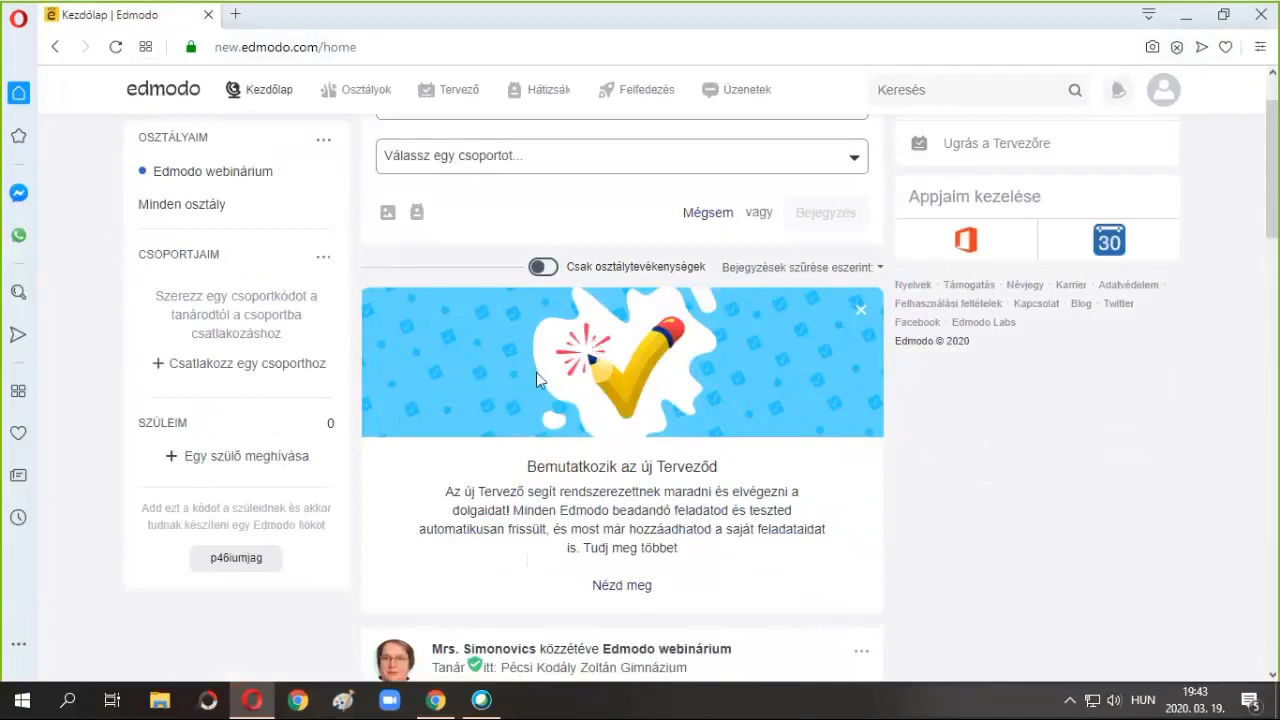 Kezdőlap | Edmodo
new.edmodo.com/home
edmodo
Kezdőlap
Osztályok
Tervező
Hátizsák
Felfedezés
Üzenetek
Keresés
OSZTÁLYAIM
Edmodo webinárium
Minden osztály
CSOPORTJAIM
Szerezz egy csoportkódot a
tanárodtól a csoportba
csatlakozáshoz
+ Csatlakozz egy csoporthoz
SZÜLEIM 0
+ Egy szülő meghívása
Add ezt a kódot a szüleidnek és akkor
tudnak készíteni egy Edmodo fiókot
p46iumjag
Válassz egy csoportot...
Mégsem vagy Bejegyzés
Csak osztálytevékenységek
Bejegyzések szűrése eszerint:
Bemutatkozik az új Terveződ
Az új Tervező segít rendszerezettnek maradni és elvégezni a
dolgaidat! Minden Edmodo beadandó feladatod és teszted
automatikusan frissült, és most már hozzáadhatod a saját feladataidat
is. Tudj meg többet
Nézd meg
Mrs. Simonovics közzétéve Edmodo webinárium
Tanár itt: Pécsi Kodály Zoltán Gimnázium
Ugrás a Tervezőre
Appjaim kezelése
30
Nyelvek · Támogatás · Névjegy · Karrier · Adatvédelem ·
Felhasználási feltételek · Kapcsolat · Blog · Twitter
Facebook · Edmodo Labs
Edmodo © 2020
HUN
19:43
2020. 03. 19.
5